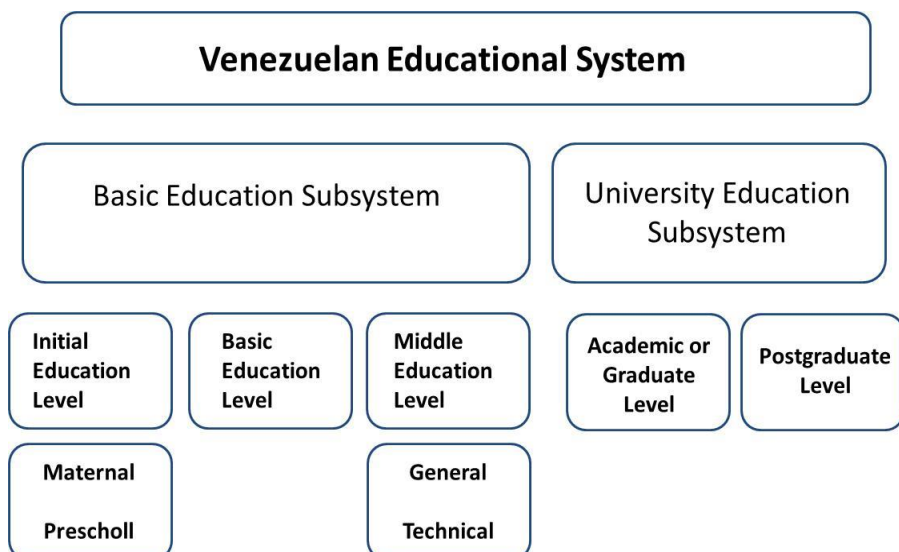 Venezuelan Educational System
Basic Education Subsystem
University Education
Subsystem
Initial
Education
Level
Basic
Education
Level
Middle
Education
Level
Academic or
Graduate
Level
Postgraduate
Level
Maternal
Prescholl
General
Technical